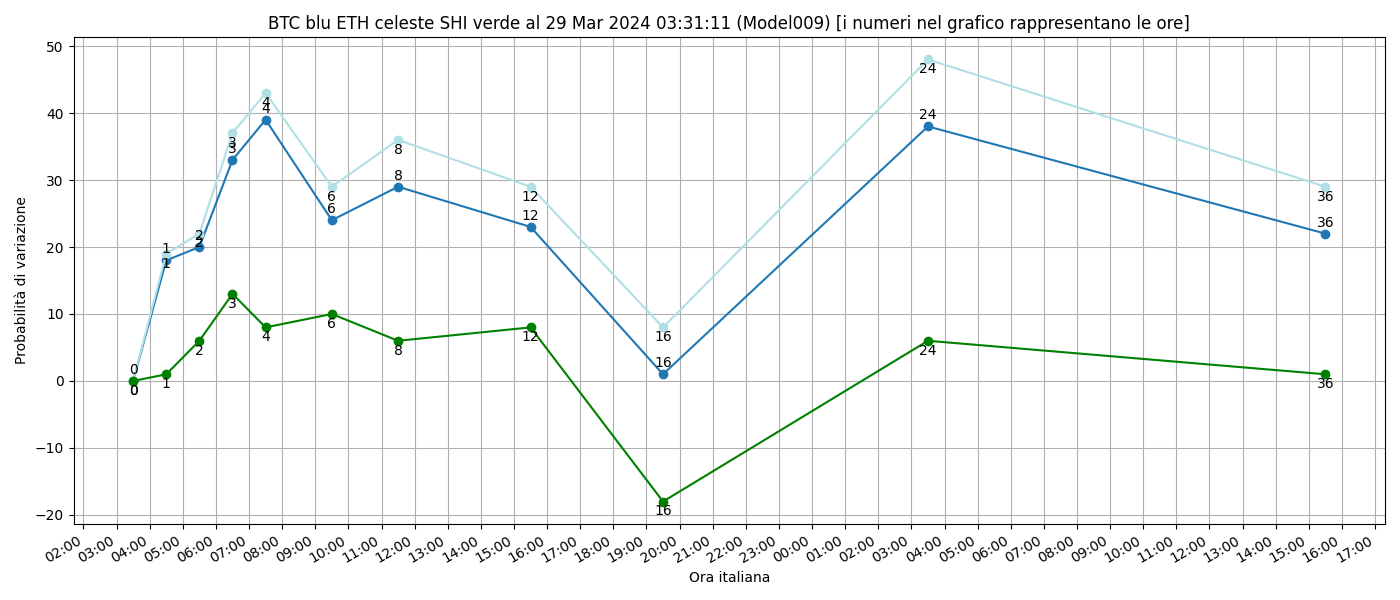 BTC blu ETH celeste SHI verde al 29 Mar 2024 03:31:11 (Model009) [i numeri nel grafico rappresentano le ore]
Probabilità di variazione
50
40
30
20
10
0
−10
−20
0 1 2 3 4 6 8 12 16 24 36
0 1 2 3 4 6 8 12 16 24 36
0 1 2 3 4 6 8 12 16 24 36
02:00 03:00 04:00 05:00 06:00 07:00 08:00 09:00 10:00 11:00 12:00 13:00 14:00 15:00 16:00 17:00 18:00 19:00 20:00 21:00 22:00 23:00 00:00 01:00 02:00 03:00 04:00 05:00 06:00 07:00 08:00 09:00 10:00 11:00 12:00 13:00 14:00 15:00 16:00 17:00
Ora italiana